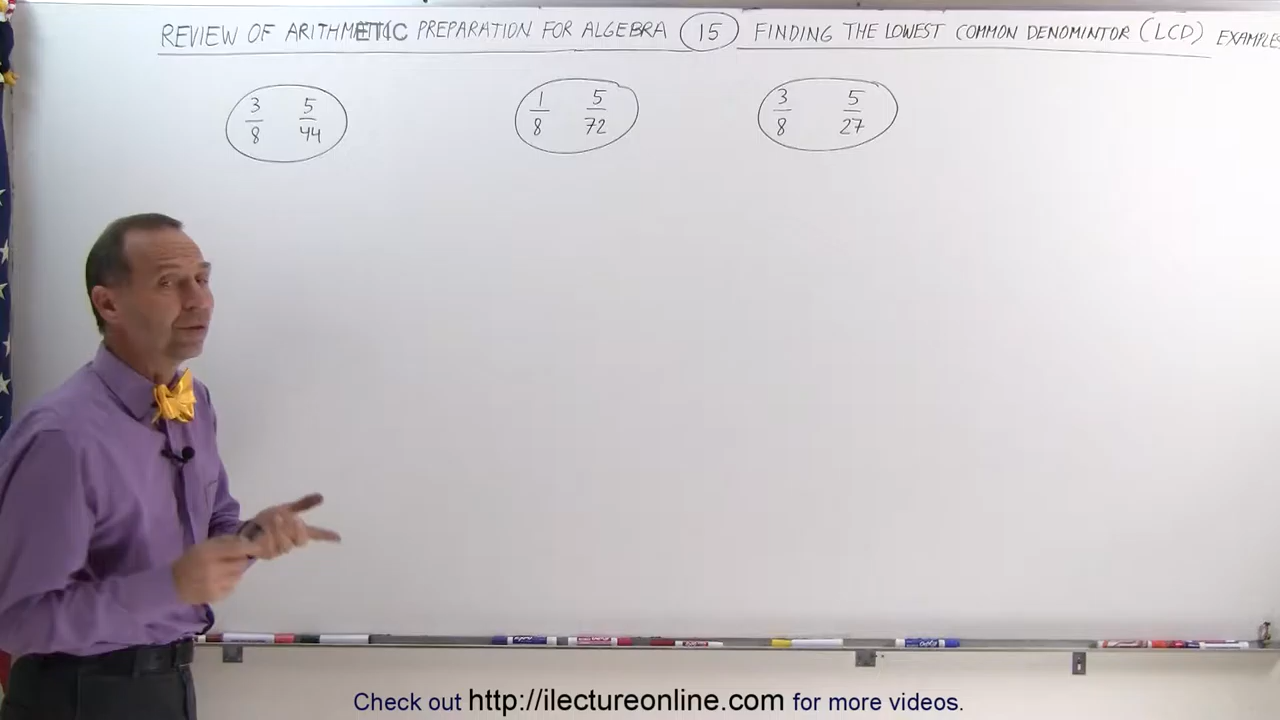 REVIEW OF ARITHMETIC PREPARATION FOR ALGEBRA 15 FINDING THE LOWEST COMMON DENOMINTOR (LCD) EXAMPLES
3/8 5/44 1/8 5/72 3/8 5/27
Check out http://ilectureonline.com for more videos.